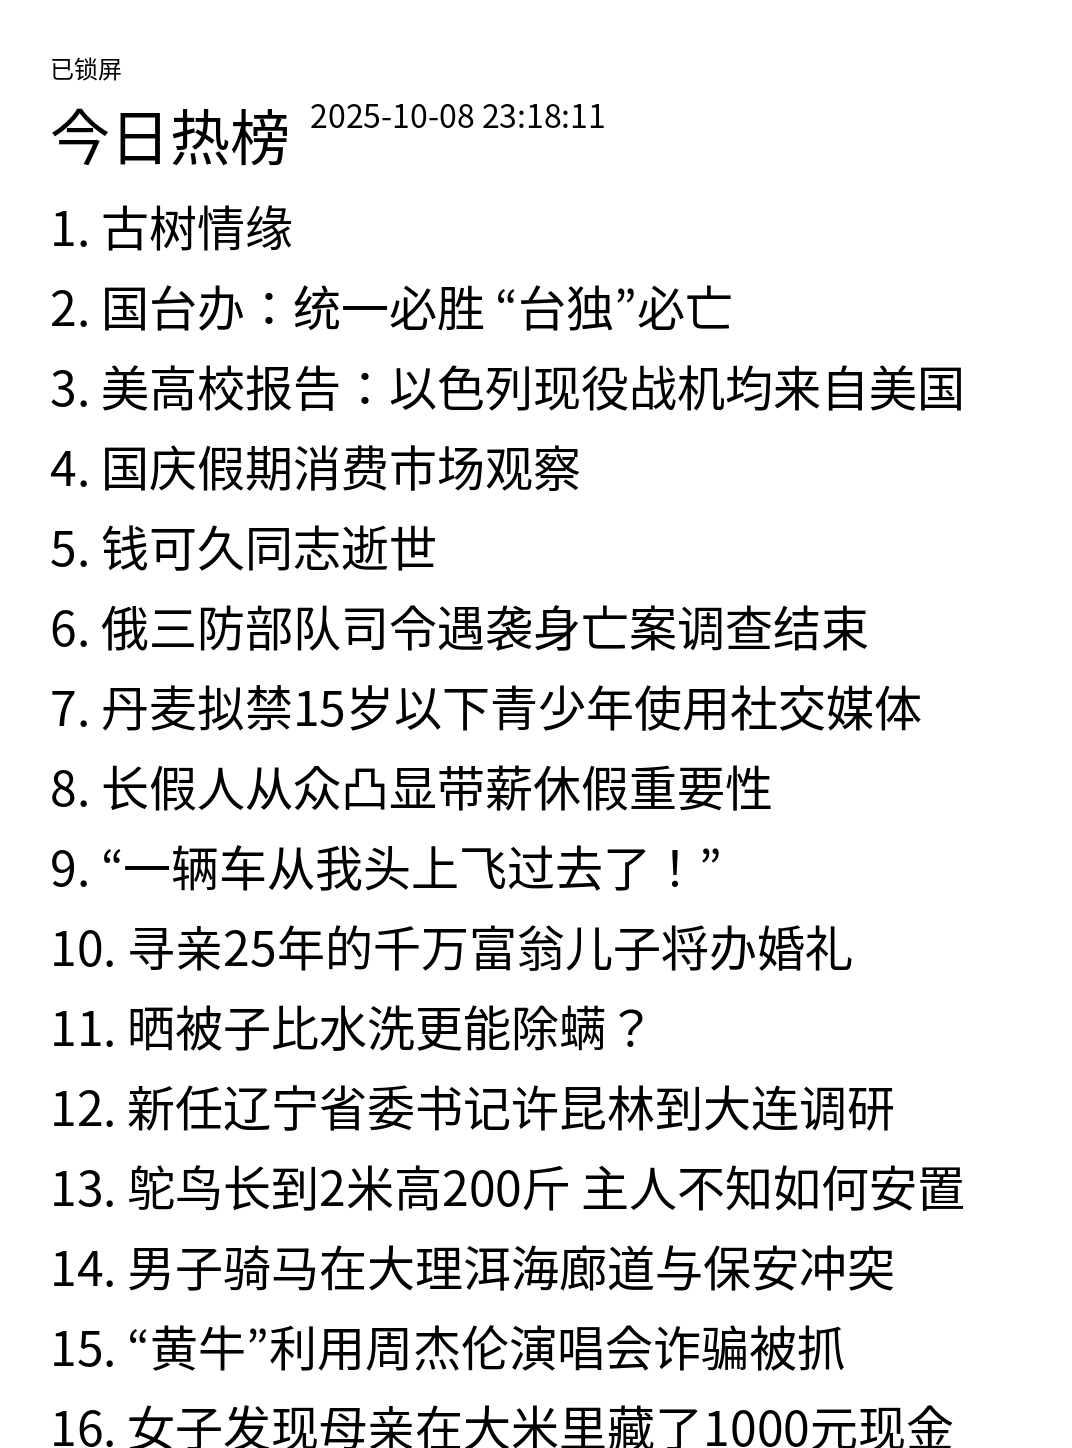 已锁屏
今日热榜 2025-10-08 23:18:11
1. 古树情缘
2. 国台办：统一必胜 “台独”必亡
3. 美高校报告：以色列现役战机均来自美国
4. 国庆假期消费市场观察
5. 钱可久同志逝世
6. 俄三防部队司令遇袭身亡案调查结束
7. 丹麦拟禁15岁以下青少年使用社交媒体
8. 长假人从众凸显带薪休假重要性
9. “一辆车从我头上飞过去了！”
10. 寻亲25年的千万富翁儿子将办婚礼
11. 晒被子比水洗更能除螨？
12. 新任辽宁省委书记许昆林到大连调研
13. 鸵鸟长到2米高200斤 主人不知如何安置
14. 男子骑马在大理洱海廊道与保安冲突
15. “黄牛”利用周杰伦演唱会诈骗被抓
16. 女子发现母亲在大米里藏了1000元现金